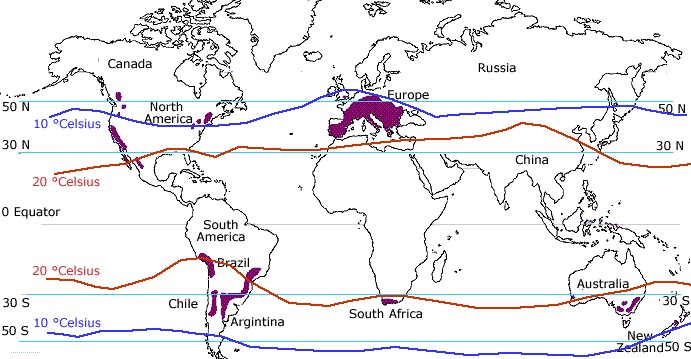 Canada
Russia
Europe
50 N
North
America
50 N
10 °Celsius
30 N
30 N
China
20 °Celsius
0 Equator
South
America
Brazil
20 °Celsius
Australia
30 S
Chile
30 S
South Africa
10 °Celsius
Argintina
50 S
New
Zealand
50 S